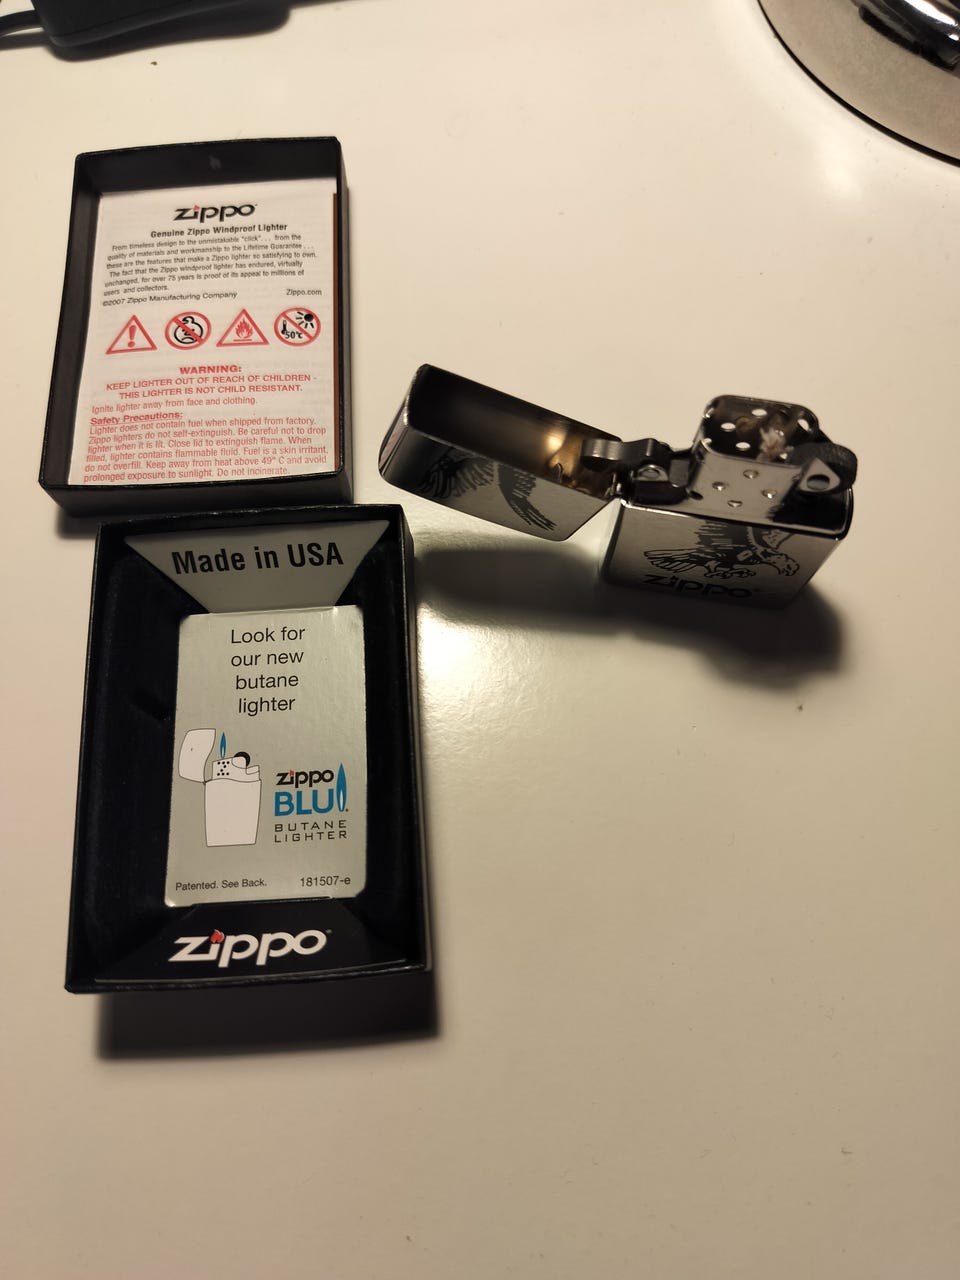 zippo
Genuine Zippo Windproof Lighter
From timeless design to the unmistakable "click". . . from the
quality of materials and workmanship to the Lifetime Guarantee . . .
these are the features that make a Zippo lighter so satisfying to own.
The fact that the Zippo windproof lighter has endured, virtually
unchanged, for over 75 years is proof of its appeal to millions of
users and collectors.
©2007 Zippo Manufacturing Company Zippo.com
50°C
WARNING:
KEEP LIGHTER OUT OF REACH OF CHILDREN -
THIS LIGHTER IS NOT CHILD RESISTANT.
Ignite lighter away from face and clothing.
Safety Precautions:
Lighter does not contain fuel when shipped from factory.
Zippo lighters do not self-extinguish. Be careful not to drop
lighter when it is lit. Close lid to extinguish flame. When
filled, lighter contains flammable fluid. Fuel is a skin irritant,
do not overfill. Keep away from heat above 49° C and avoid
prolonged exposure to sunlight. Do not incinerate.
zippo
Made in USA
Look for
our new
butane
lighter
zippo
BLU
BUTANE
LIGHTER
Patented. See Back. 181507-e
zippo